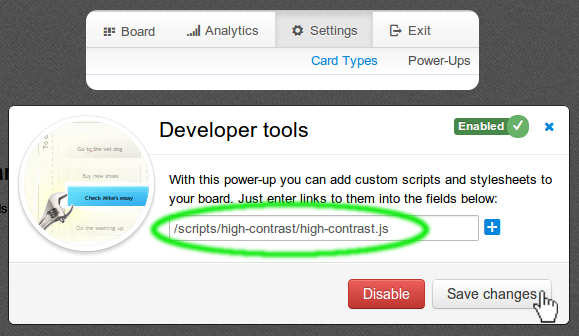 Board Analytics Settings Exit
Card Types Power-Ups
Developer tools
Enabled
To d
Go to the vet dog
Buy new shoes
Check Mike's essay
Do the washing up
With this power-up you can add custom scripts and stylesheets to
your board. Just enter links to them into the fields below:
/scripts/high-contrast/high-contrast.js
Disable Save changes